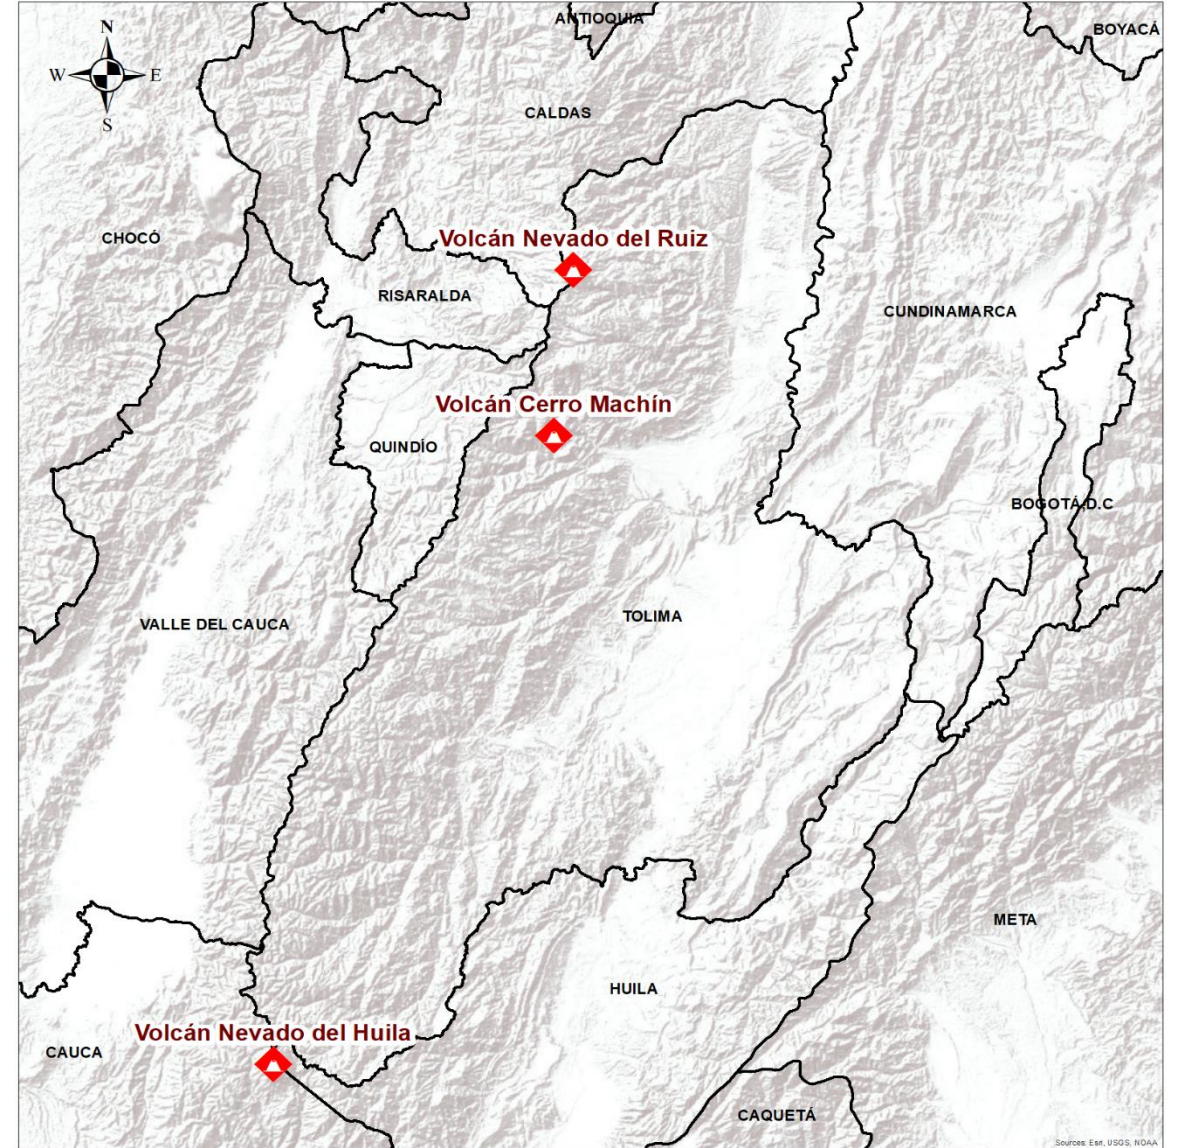 ANTIOQUIA
BOYACÁ
N
W
E
S
CALDAS
CHOCÓ
Volcán Nevado del Ruiz
RISARALDA
CUNDINAMARCA
Volcán Cerro Machín
QUINDÍO
BOGOTÁ,D.C
VALLE DEL CAUCA
TOLIMA
META
HUILA
Volcán Nevado del Huila
CAUCA
CAQUETÁ
Sources: Esri, USGS, NOAA